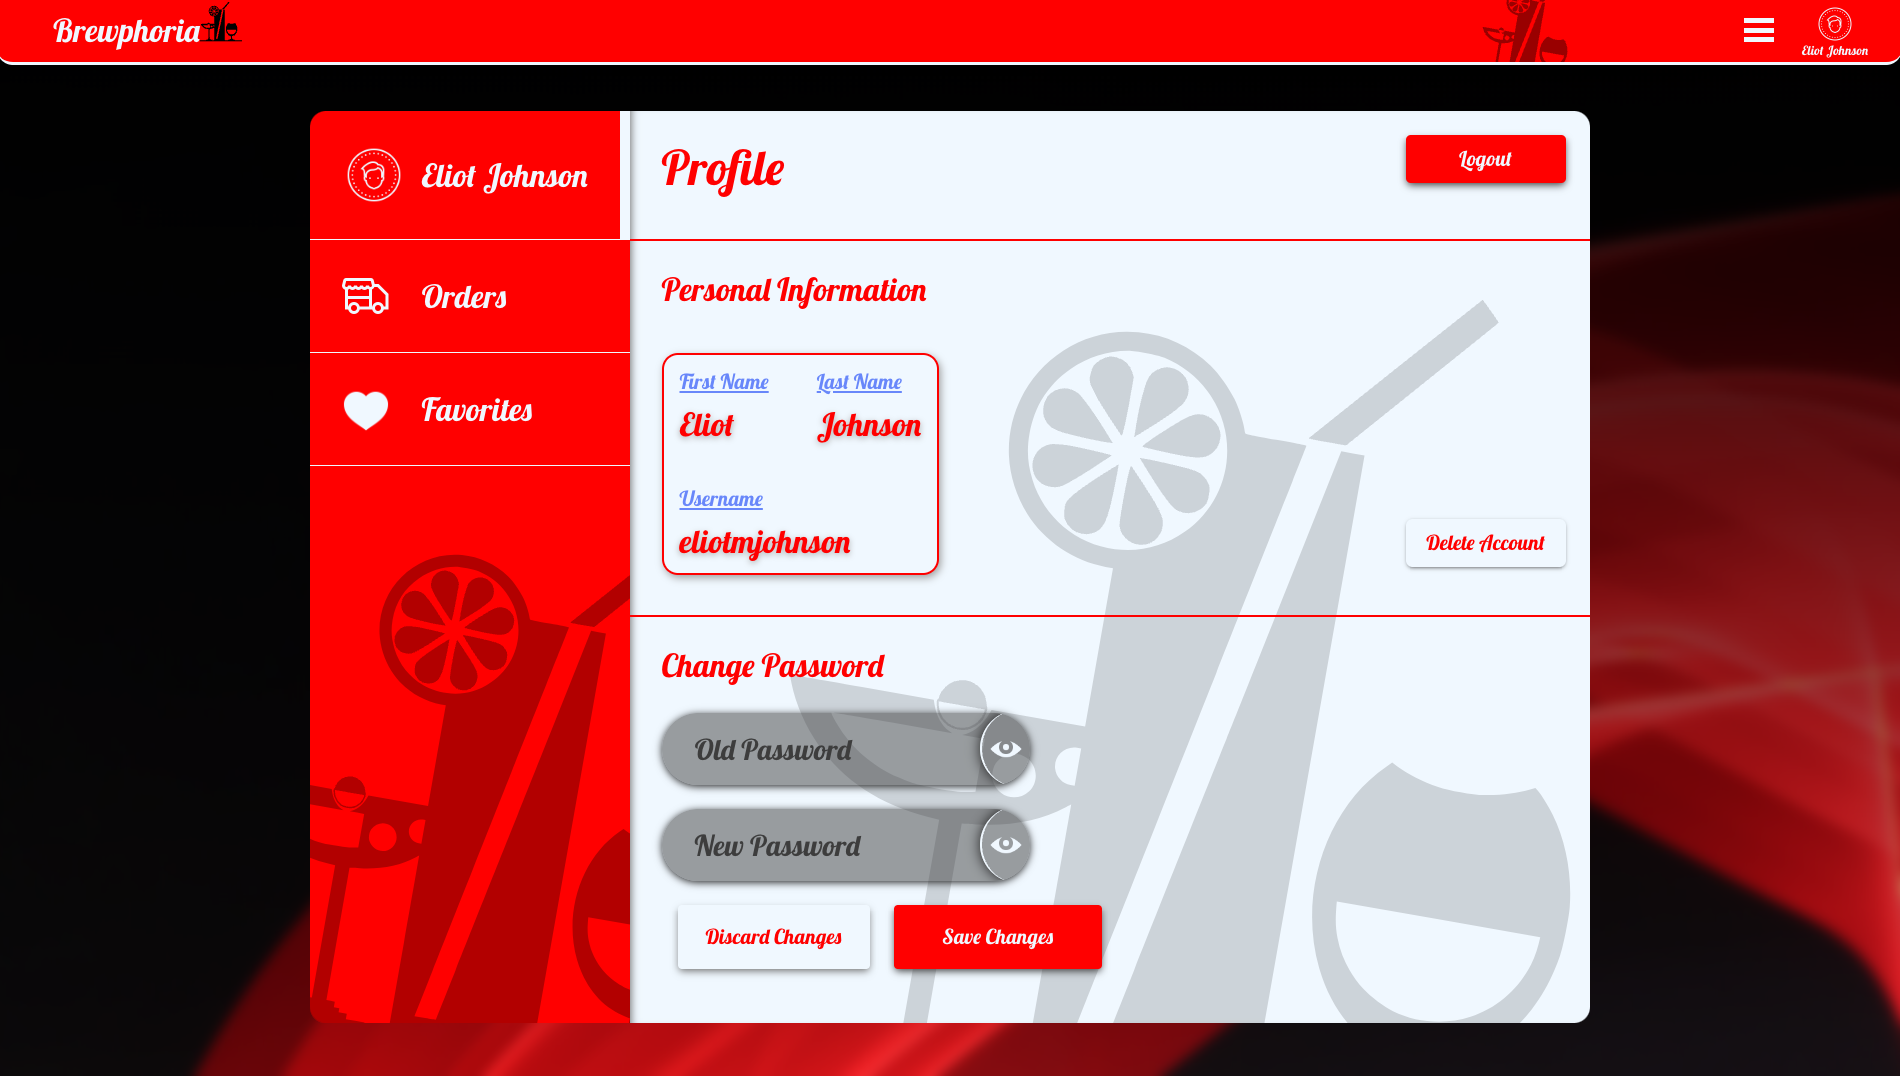 Brewphoria
Eliot Johnson
Eliot Johnson
Orders
Favorites
Profile
Logout
Personal Information
First Name
Last Name
Eliot
Johnson
Username
eliotmjohnson
Delete Account
Change Password
Old Password
New Password
Discard Changes
Save Changes